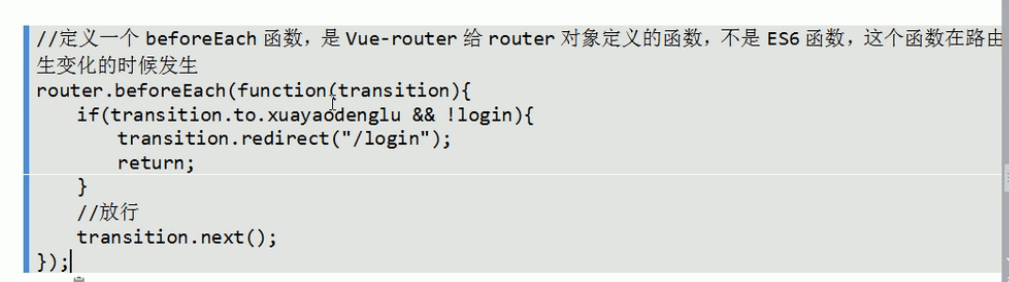 //定义一个 beforeEach 函数，是 Vue-router 给 router 对象定义的函数，不是 ES6 函数，这个函数在路由
生变化的时候发生
router.beforeEach(function(transition){
    if(transition.to.xuayaodenglu && !login){
        transition.redirect("/login");
        return;
    }
    //放行
    transition.next();
});